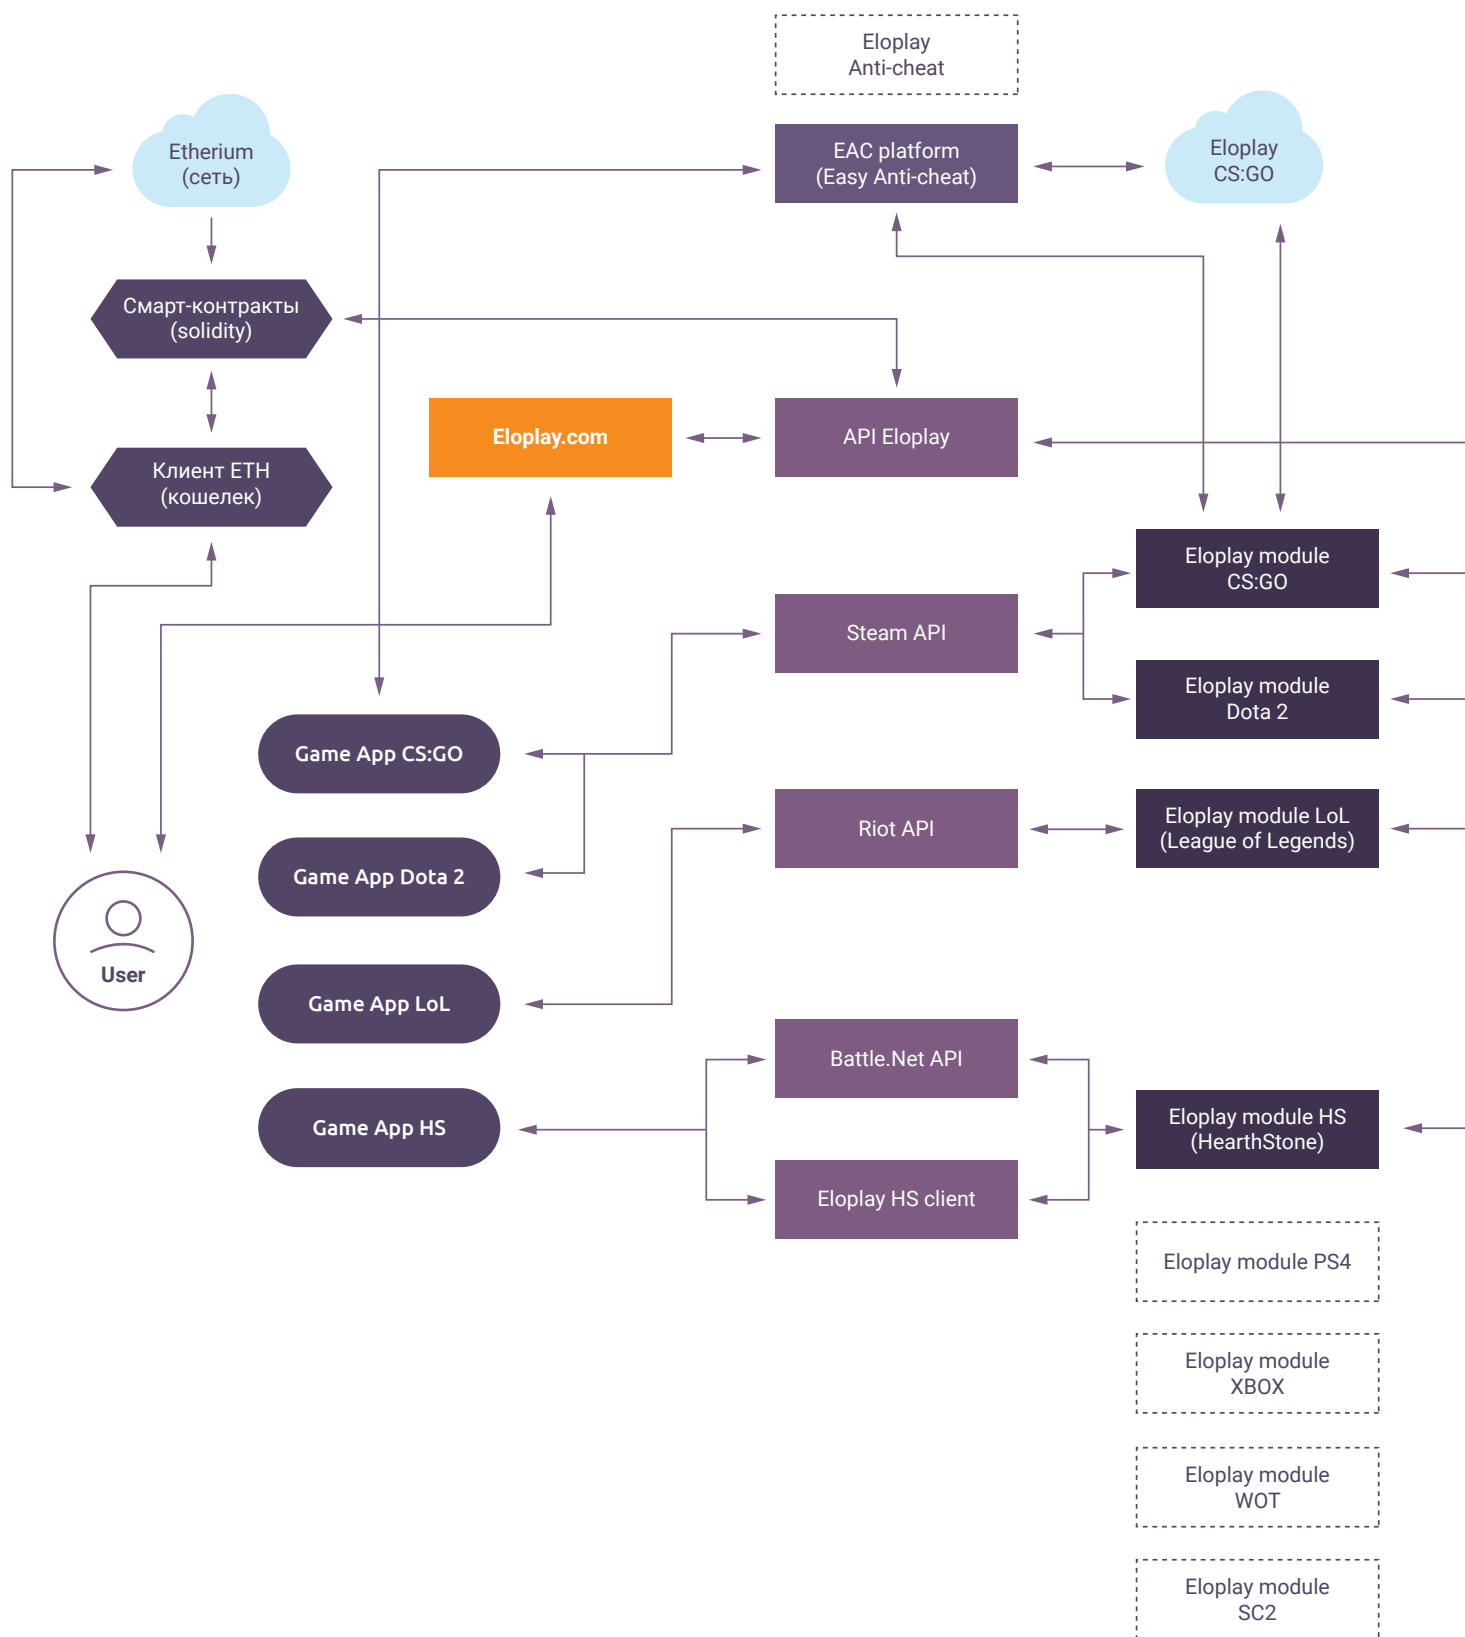 Eloplay
Anti-cheat
Etherium
(сеть)
EAC platform
(Easy Anti-cheat)
Eloplay
CS:GO
Смарт-контракты
(solidity)
Eloplay.com
API Eloplay
Клиент ETH
(кошелек)
Eloplay module
CS:GO
Steam API
Eloplay module
Dota 2
Game App CS:GO
Riot API
Eloplay module LoL
(League of Legends)
Game App Dota 2
User
Game App LoL
Battle.Net API
Game App HS
Eloplay module HS
(HearthStone)
Eloplay HS client
Eloplay module PS4
Eloplay module
XBOX
Eloplay module
WOT
Eloplay module
SC2